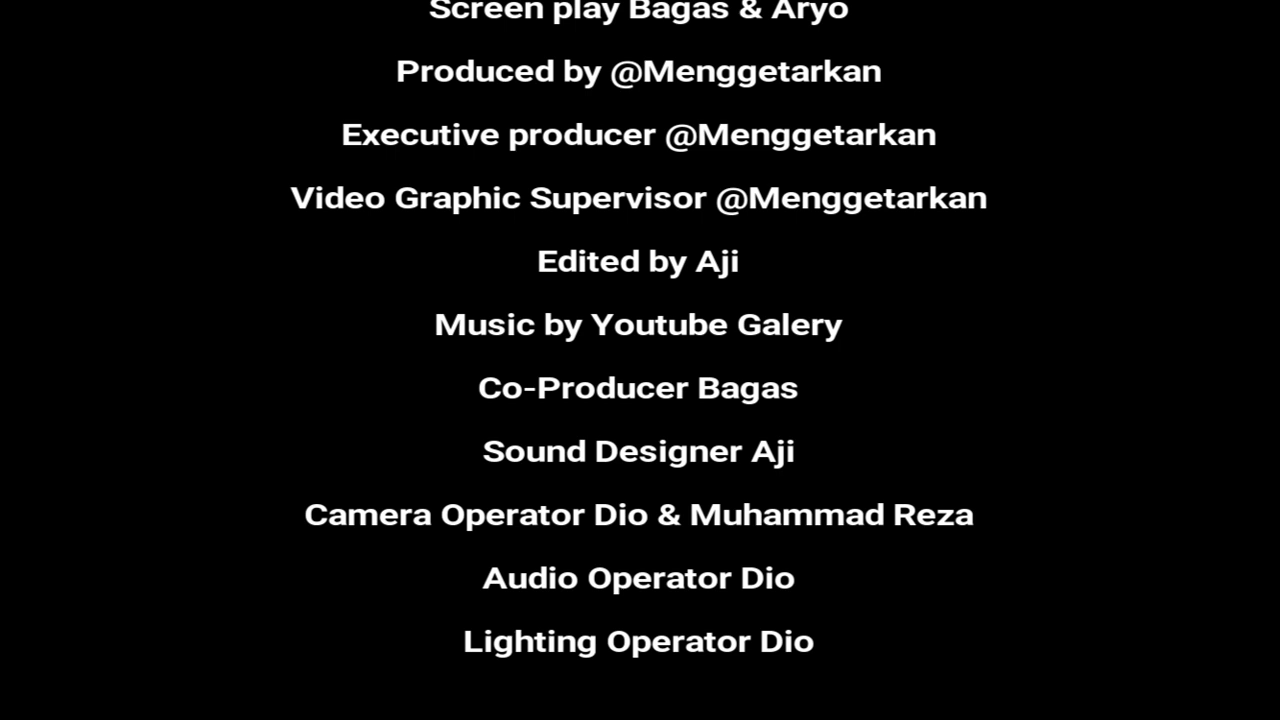 Screen play Bagas & Aryo
Produced by @Menggetarkan
Executive producer @Menggetarkan
Video Graphic Supervisor @Menggetarkan
Edited by Aji
Music by Youtube Galery
Co-Producer Bagas
Sound Designer Aji
Camera Operator Dio & Muhammad Reza
Audio Operator Dio
Lighting Operator Dio